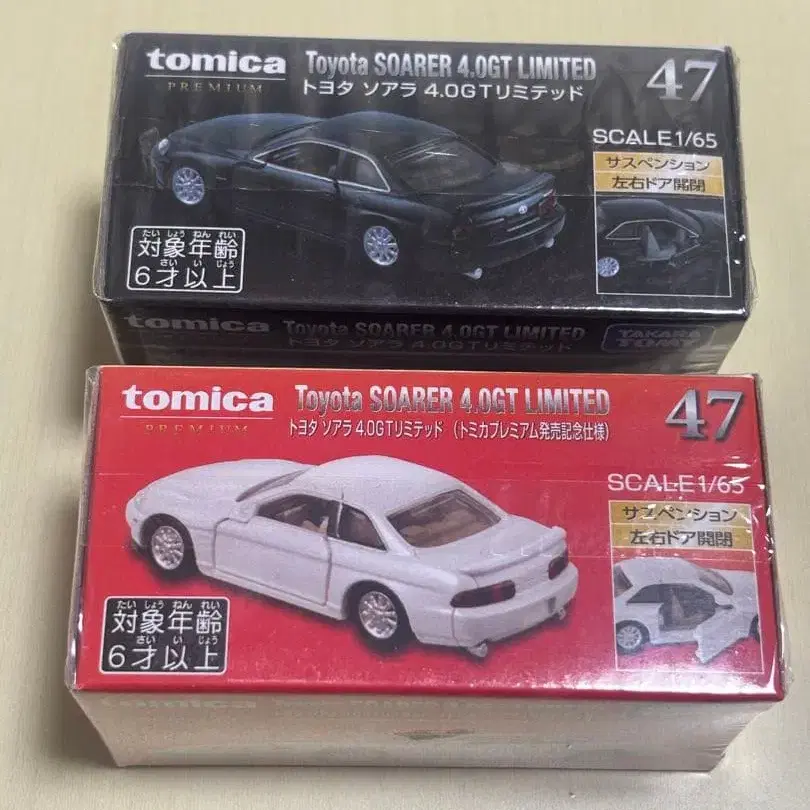 tomica
PREMIUM
Toyota SOARER 4.0GT LIMITED
トヨタ ソアラ 4.0GTリミテッド
47
SCALE1/65
サスペンション
左右ドア開閉
たい しょう ねん れい
対象年齢
さい い じょう
6才以上
tomica
Toyota SOARER 4.0GT LIMITED
トヨタ ソアラ 4.0GTリミテッド
TAKARA
TOMY
tomica
PREMIUM
Toyota SOARER 4.0GT LIMITED
トヨタ ソアラ 4.0GTリミテッド (トミカプレミアム発売記念仕様)
47
SCALE1/65
サスペンション
左右ドア開閉
たい しょう ねん れい
対象年齢
さい い じょう
6才以上
tomica